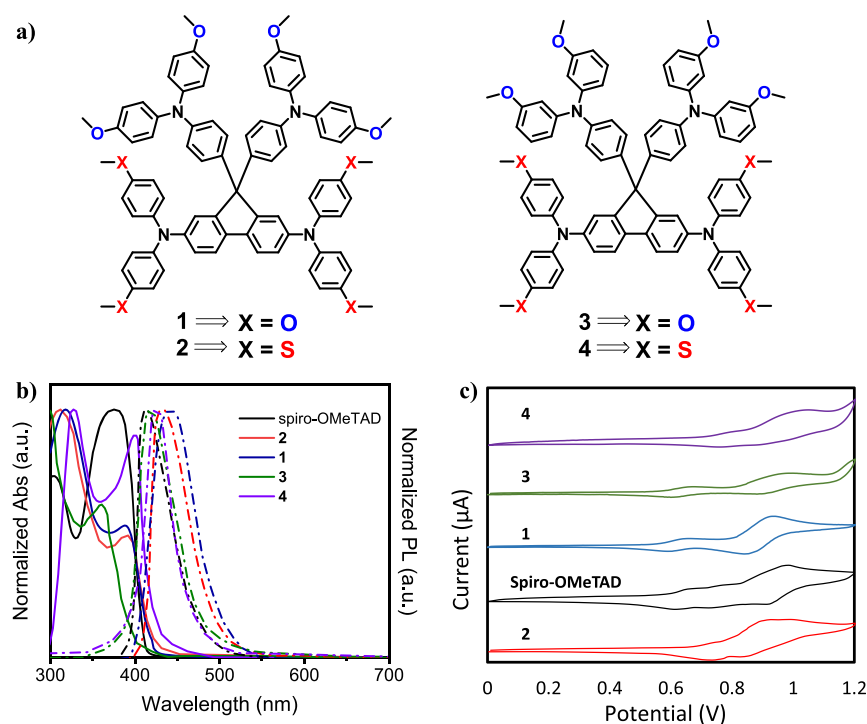 a)
O O
O O
N N
X X
N N
X X
1 ⟹ X = O
2 ⟹ X = S
O O
O O
N N
X X
N N
X X
3 ⟹ X = O
4 ⟹ X = S
b)
Normalized Abs (a.u.)
Normalized PL (a.u.)
spiro-OMeTAD
2
1
3
4
300 400 500 600 700
Wavelength (nm)
c)
Current (µA)
4
3
1
Spiro-OMeTAD
2
0 0.2 0.4 0.6 0.8 1 1.2
Potential (V)